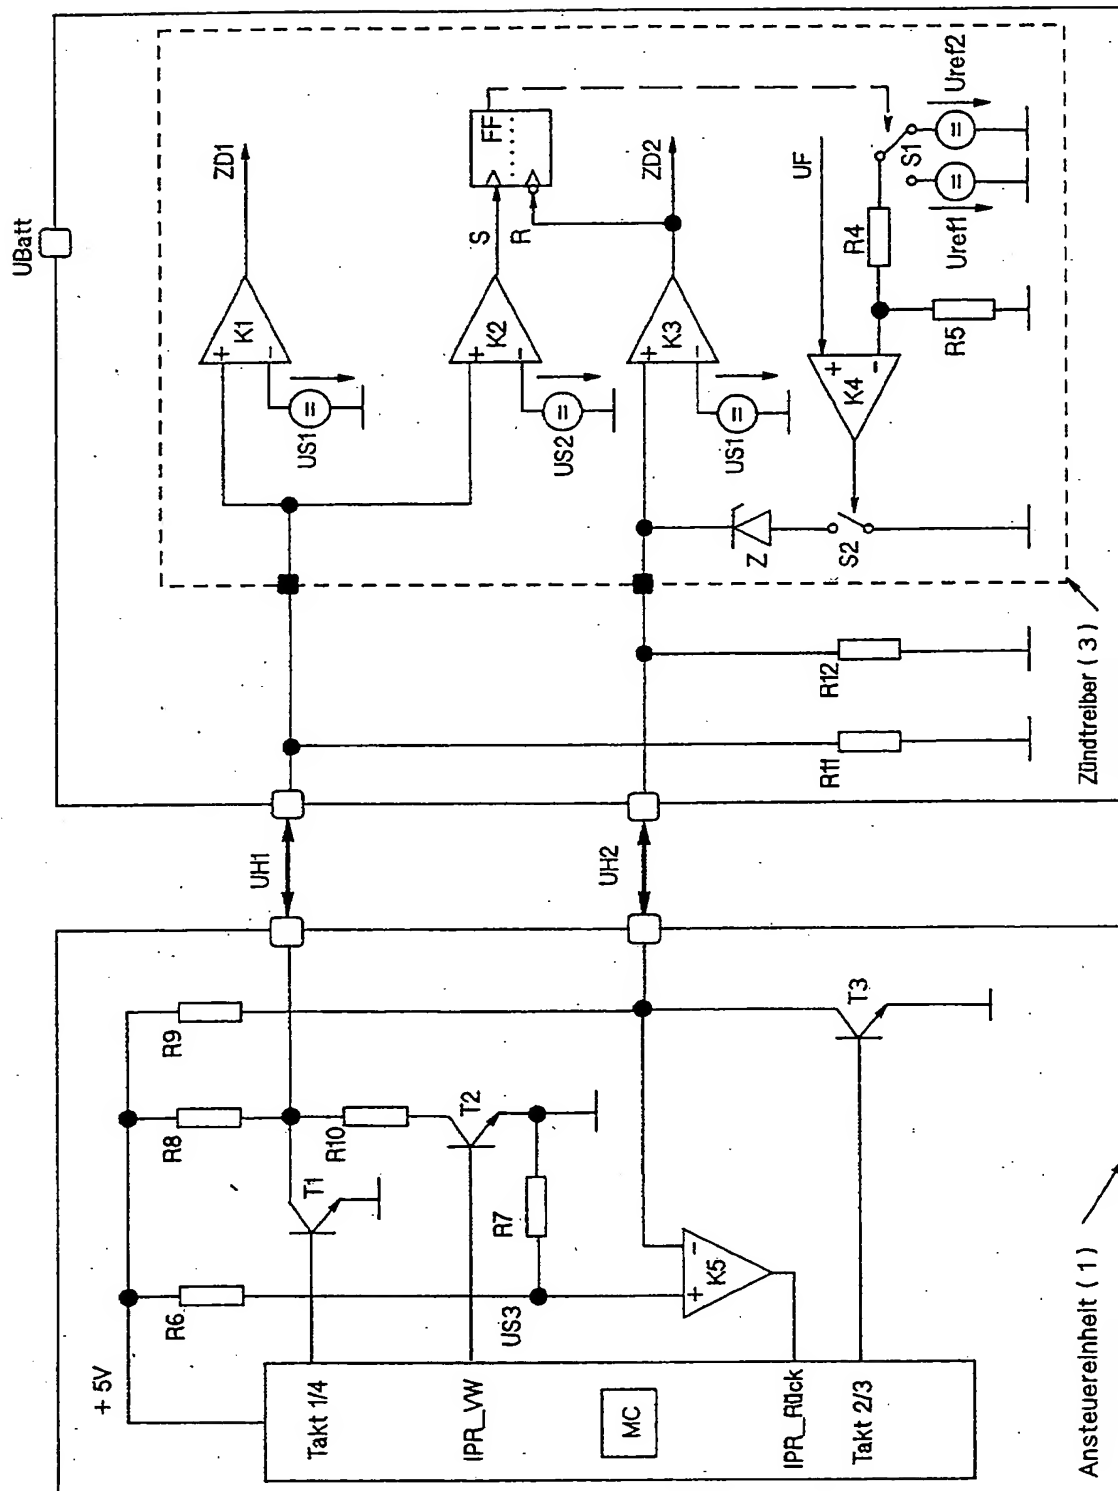 UBatt
ZD1
K1
+
-
US1
=
S
R
FF
K2
+
-
US2
=
ZD2
K3
+
-
US1
=
UF
K4
+
-
R4
R5
S1
Uref1
=
Uref2
=
Z
S2
R12
R11
Zündtreiber ( 3 )
UH1
UH2
+ 5V
R9
R8
R6
R10
T1
T2
R7
US3
T3
K5
+
-
Takt 1/4
IPR_VW
MC
IPR_Rück
Takt 2/3
Ansteuereinheit ( 1 )